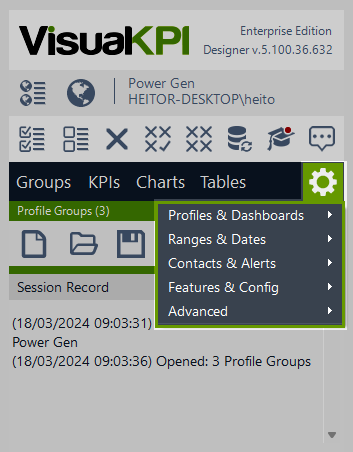 VisualKPI
Enterprise Edition
Designer v.5.100.36.632
Power Gen
HEITOR-DESKTOP\heito
Groups KPIs Charts Tables
Profile Groups (3)
Profiles & Dashboards
Ranges & Dates
Contacts & Alerts
Features & Config
Advanced
Session Record
(18/03/2024 09:03:31)
Power Gen
(18/03/2024 09:03:36) Opened: 3 Profile Groups